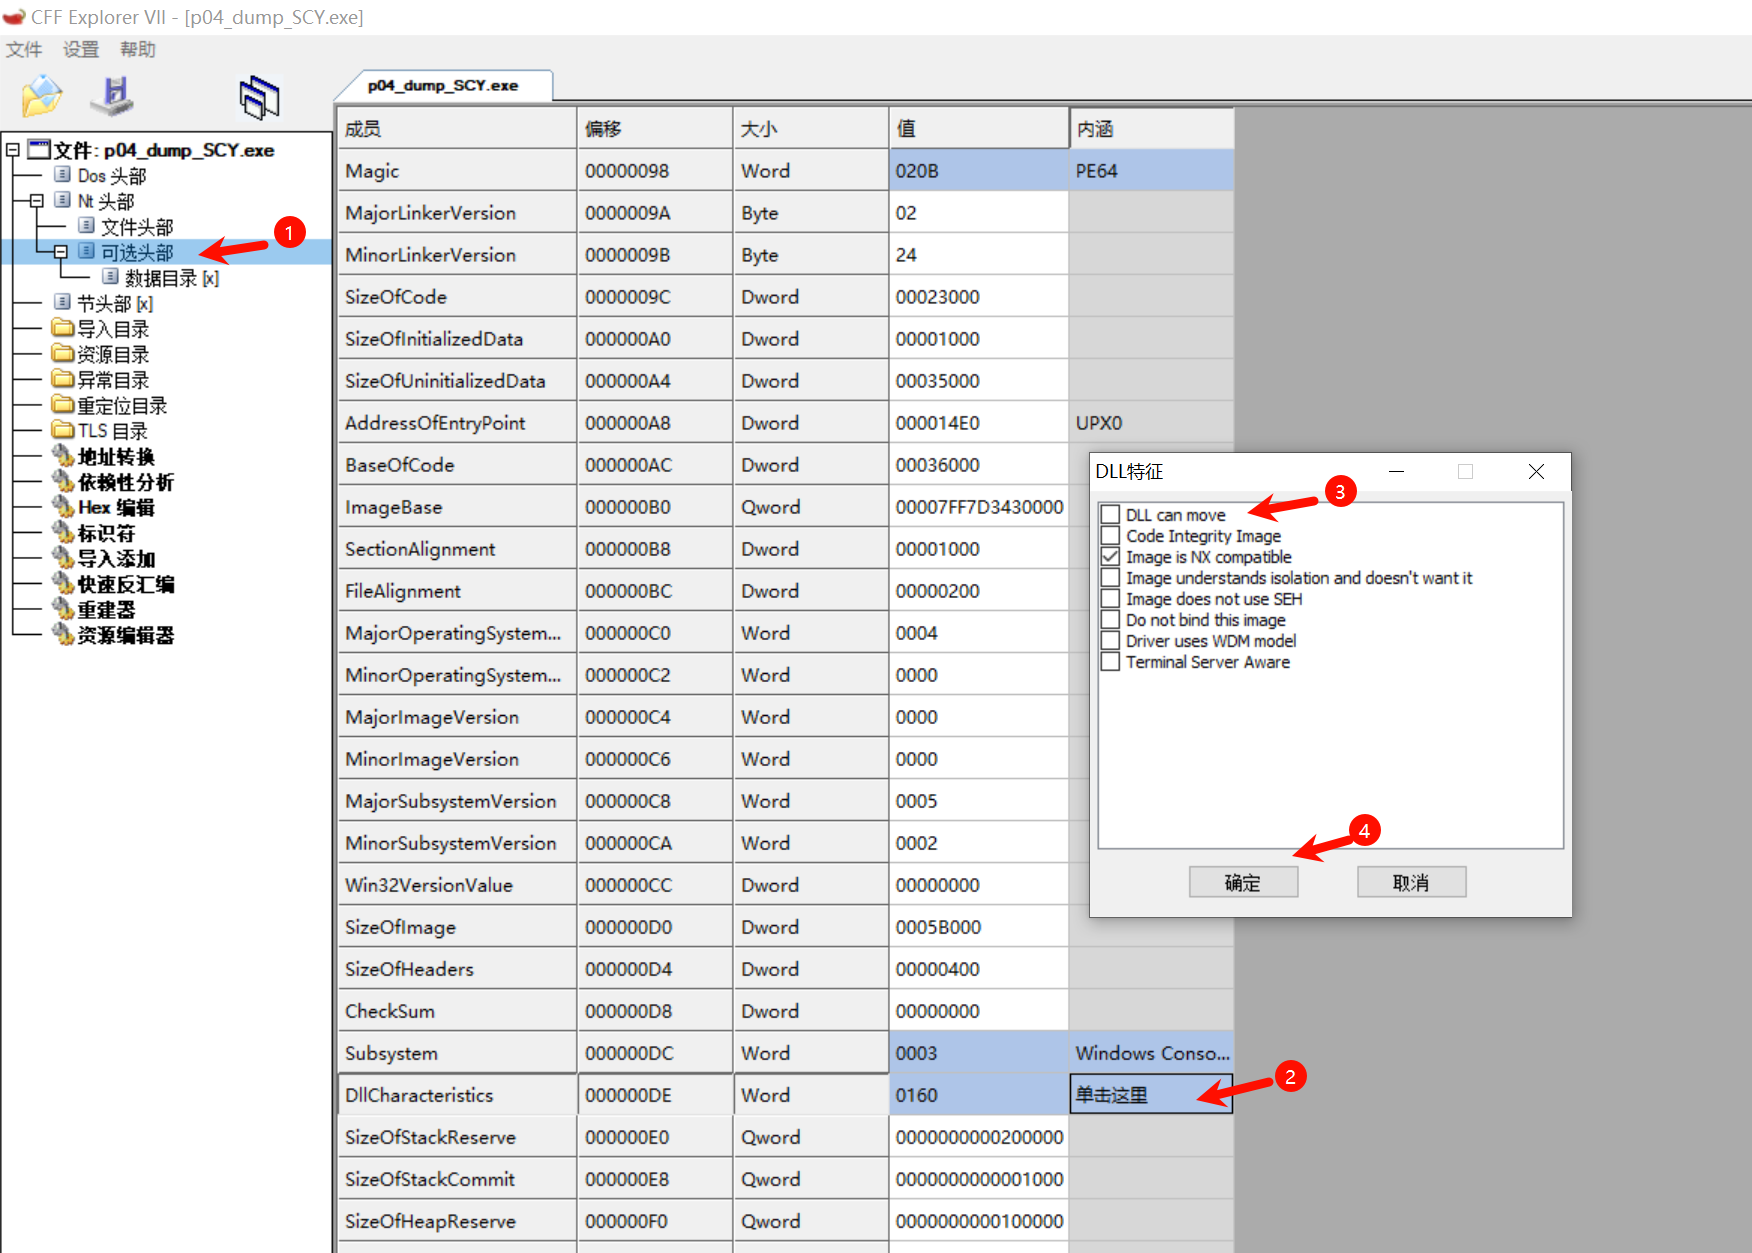 CFF Explorer VII - [p04_dump_SCY.exe]
文件 设置 帮助
p04_dump_SCY.exe
文件: p04_dump_SCY.exe
Dos 头部
Nt 头部
文件头部
可选头部
数据目录 [x]
节头部 [x]
导入目录
资源目录
异常目录
重定位目录
TLS 目录
地址转换
依赖性分析
Hex 编辑
标识符
导入添加
快速反汇编
重建器
资源编辑器
1
成员 偏移 大小 值 内涵
Magic 00000098 Word 020B PE64
MajorLinkerVersion 0000009A Byte 02
MinorLinkerVersion 0000009B Byte 24
SizeOfCode 0000009C Dword 00023000
SizeOfInitializedData 000000A0 Dword 00001000
SizeOfUninitializedData 000000A4 Dword 00035000
AddressOfEntryPoint 000000A8 Dword 000014E0 UPX0
BaseOfCode 000000AC Dword 00036000
ImageBase 000000B0 Qword 00007FF7D3430000
SectionAlignment 000000B8 Dword 00001000
FileAlignment 000000BC Dword 00000200
MajorOperatingSystem... 000000C0 Word 0004
MinorOperatingSystem... 000000C2 Word 0000
MajorImageVersion 000000C4 Word 0000
MinorImageVersion 000000C6 Word 0000
MajorSubsystemVersion 000000C8 Word 0005
MinorSubsystemVersion 000000CA Word 0002
Win32VersionValue 000000CC Dword 00000000
SizeOfImage 000000D0 Dword 0005B000
SizeOfHeaders 000000D4 Dword 00000400
CheckSum 000000D8 Dword 00000000
Subsystem 000000DC Word 0003 Windows Conso...
DllCharacteristics 000000DE Word 0160 单击这里
2
SizeOfStackReserve 000000E0 Qword 0000000000200000
SizeOfStackCommit 000000E8 Qword 0000000000001000
SizeOfHeapReserve 000000F0 Qword 0000000000100000
DLL特征
3
DLL can move
Code Integrity Image
Image is NX compatible
Image understands isolation and doesn't want it
Image does not use SEH
Do not bind this image
Driver uses WDM model
Terminal Server Aware
4
确定 取消